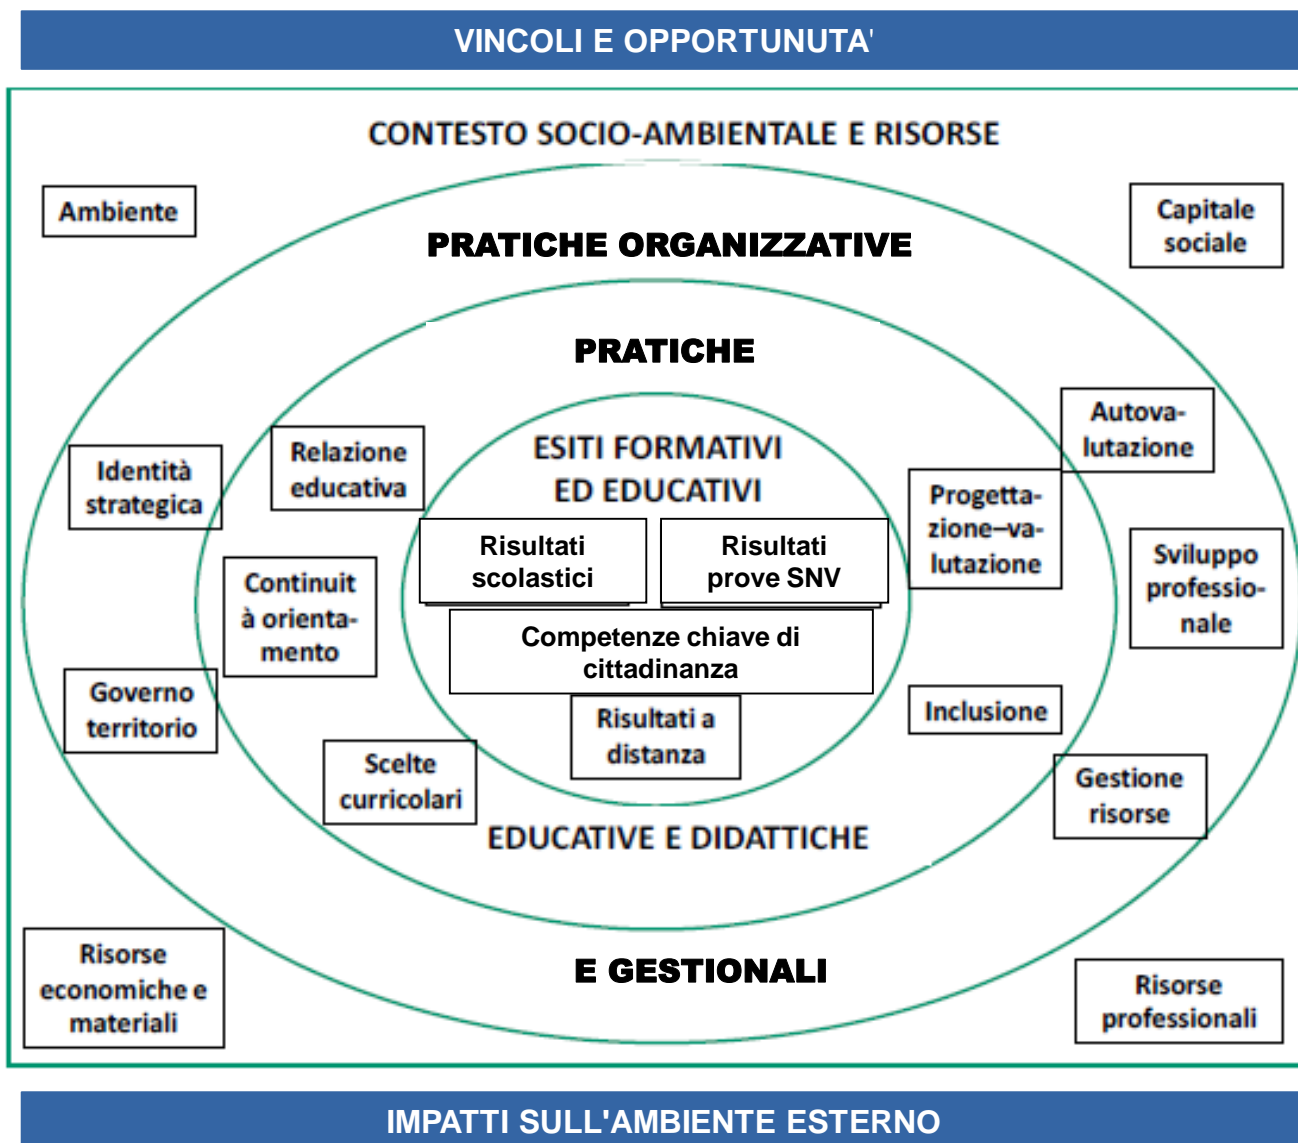 VINCOLI E OPPORTUNUTA'
CONTESTO SOCIO-AMBIENTALE E RISORSE
Ambiente
Capitale
sociale
PRATICHE ORGANIZZATIVE
PRATICHE
Autova-
lutazione
Relazione
educativa
ESITI FORMATIVI
ED EDUCATIVI
Identità
strategica
Progetta-
zione–va-
lutazione
Risultati
scolastici
Risultati
prove SNV
Sviluppo
professio-
nale
Continuit
à orienta-
mento
Competenze chiave di
cittadinanza
Governo
territorio
Risultati a
distanza
Inclusione
Scelte
curricolari
Gestione
risorse
EDUCATIVE E DIDATTICHE
Risorse
economiche e
materiali
E GESTIONALI
Risorse
professionali
IMPATTI SULL'AMBIENTE ESTERNO